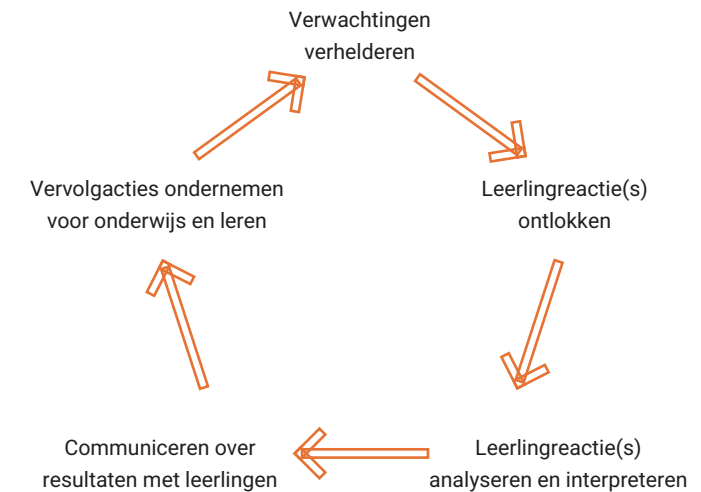 Verwachtingen
verhelderen
Leerlingreactie(s)
ontlokken
Leerlingreactie(s)
analyseren en interpreteren
Communiceren over
resultaten met leerlingen
Vervolgacties ondernemen
voor onderwijs en leren